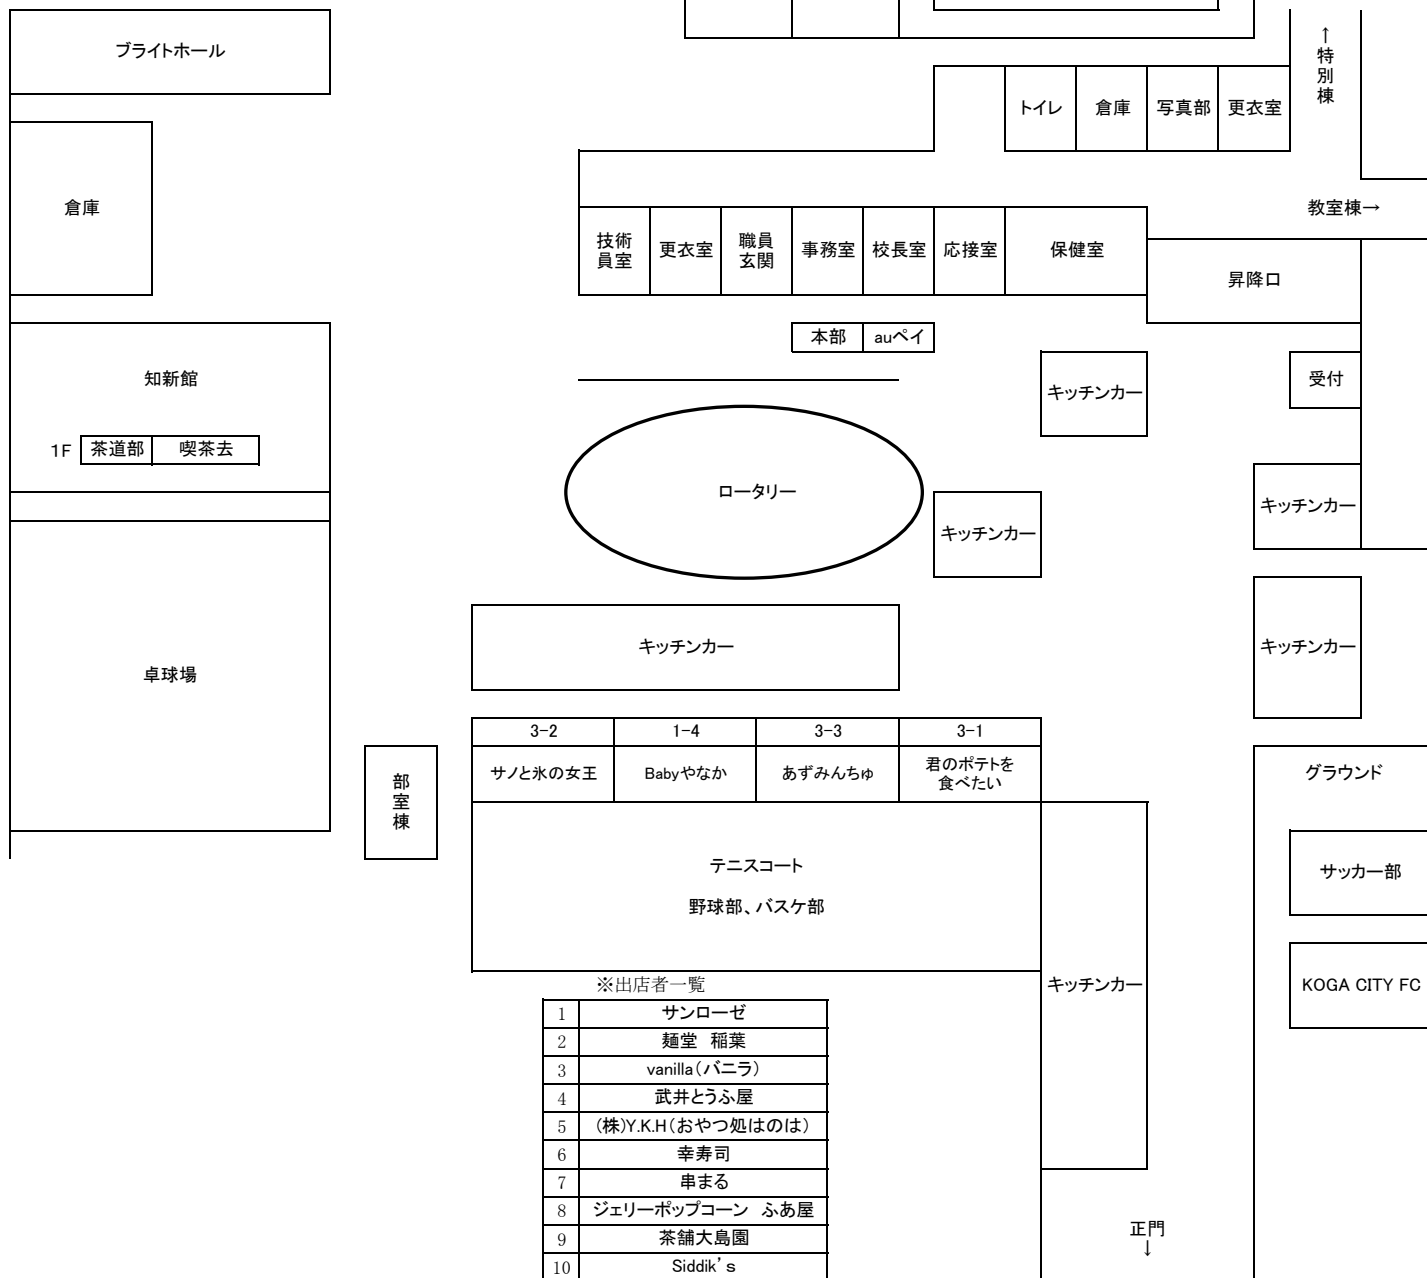 ブライトホール
↑特別棟
トイレ 倉庫 写真部 更衣室
倉庫
教室棟→
技術員室 更衣室 職員玄関 事務室 校長室 応接室 保健室
昇降口
本部 auペイ
知新館
キッチンカー
受付
1F 茶道部 喫茶去
ロータリー
キッチンカー
キッチンカー
キッチンカー
キッチンカー
卓球場
3-2 1-4 3-3 3-1
サノと氷の女王 Babyやなか あずみんちゅ 君のポテトを
食べたい
グラウンド
部室棟
テニスコート
野球部、バスケ部
サッカー部
キッチンカー
KOGA CITY FC
※出店者一覧
1 サンローゼ
2 麺堂 稲葉
3 vanilla(バニラ)
4 武井とうふ屋
5 (株)Y.K.H(おやつ処はのは)
6 幸寿司
7 串まる
8 ジェリーポップコーン ふあ屋
9 茶舗大島園
10 Siddik's
正門
↓